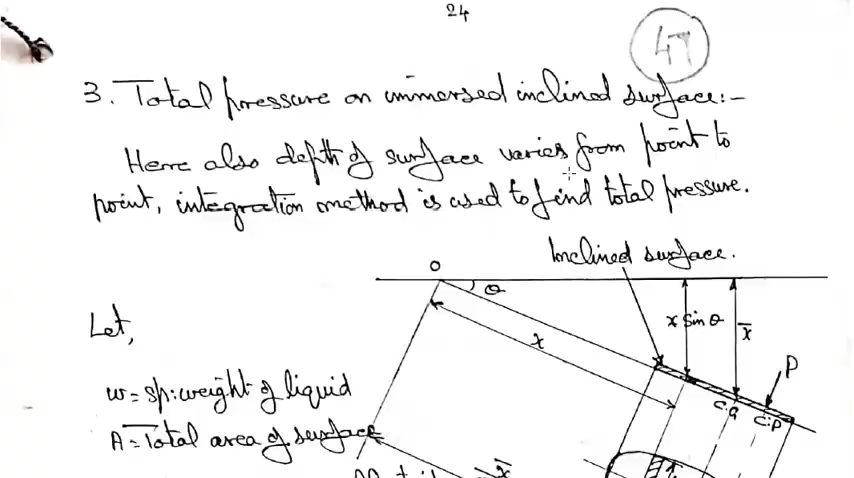 24
47
3. Total pressure on immersed inclined surface:-
Here also depth of surface varies from point to
point, integration method is used to find total pressure.
Inclined surface.
O
θ
x sin θ
x̄
x
P
C.G
C.P
Let,
w = sp: weight of liquid
A = Total area of surface
x̄